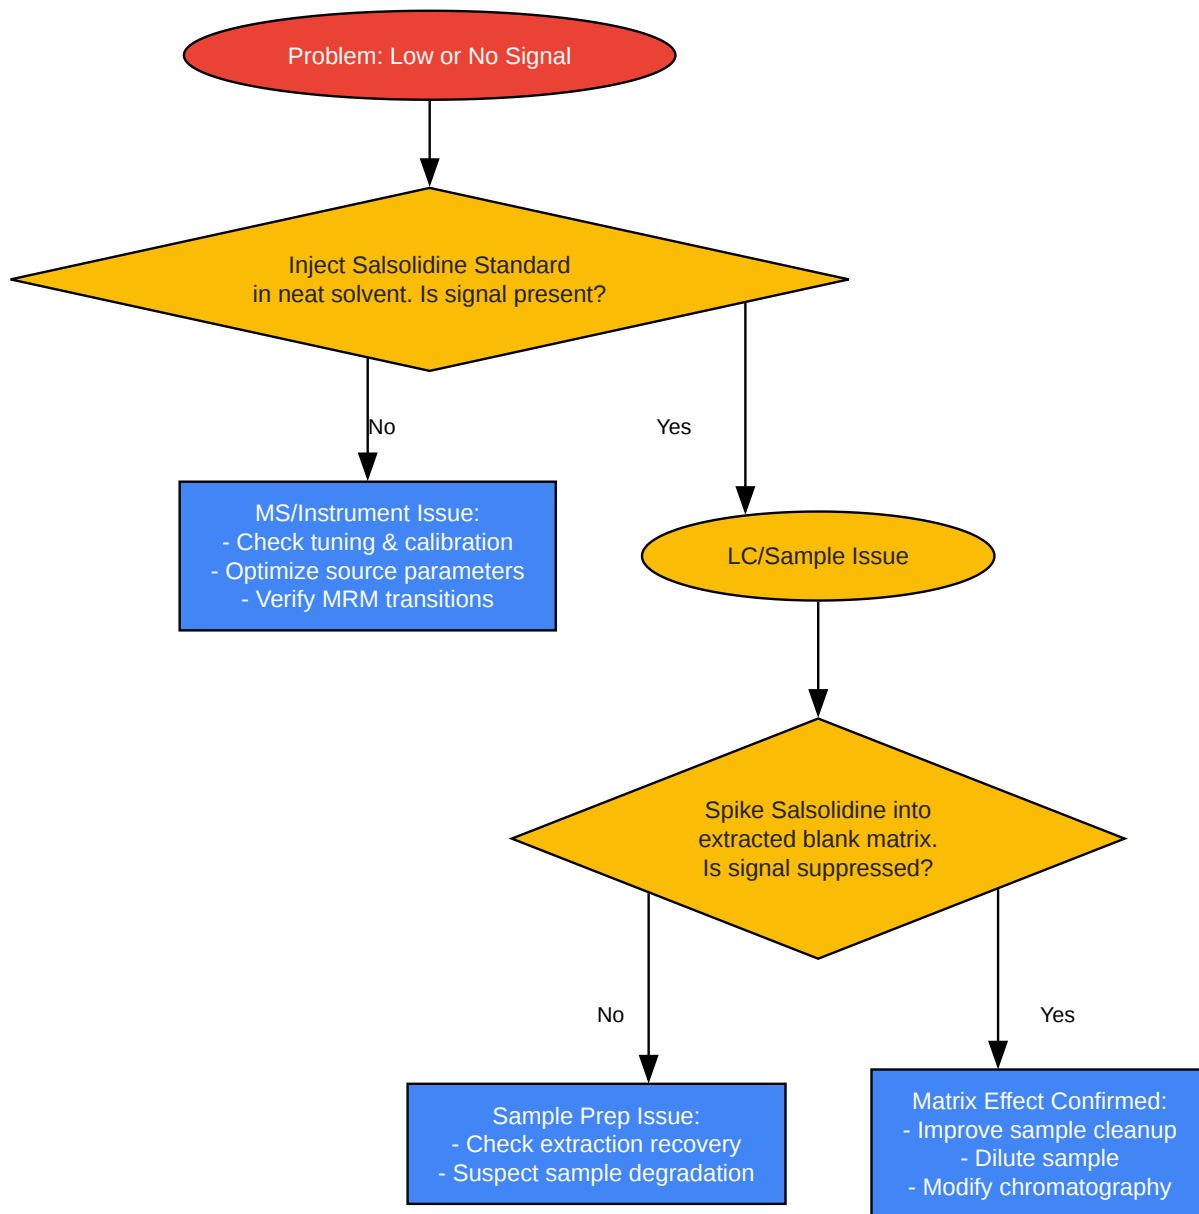 Problem: Low or No Signal
Inject Salsolidine Standard
in neat solvent. Is signal present?
No
Yes
MS/Instrument Issue:
- Check tuning & calibration
- Optimize source parameters
- Verify MRM transitions
LC/Sample Issue
Spike Salsolidine into
extracted blank matrix.
Is signal suppressed?
No
Yes
Sample Prep Issue:
- Check extraction recovery
- Suspect sample degradation
Matrix Effect Confirmed:
- Improve sample cleanup
- Dilute sample
- Modify chromatography